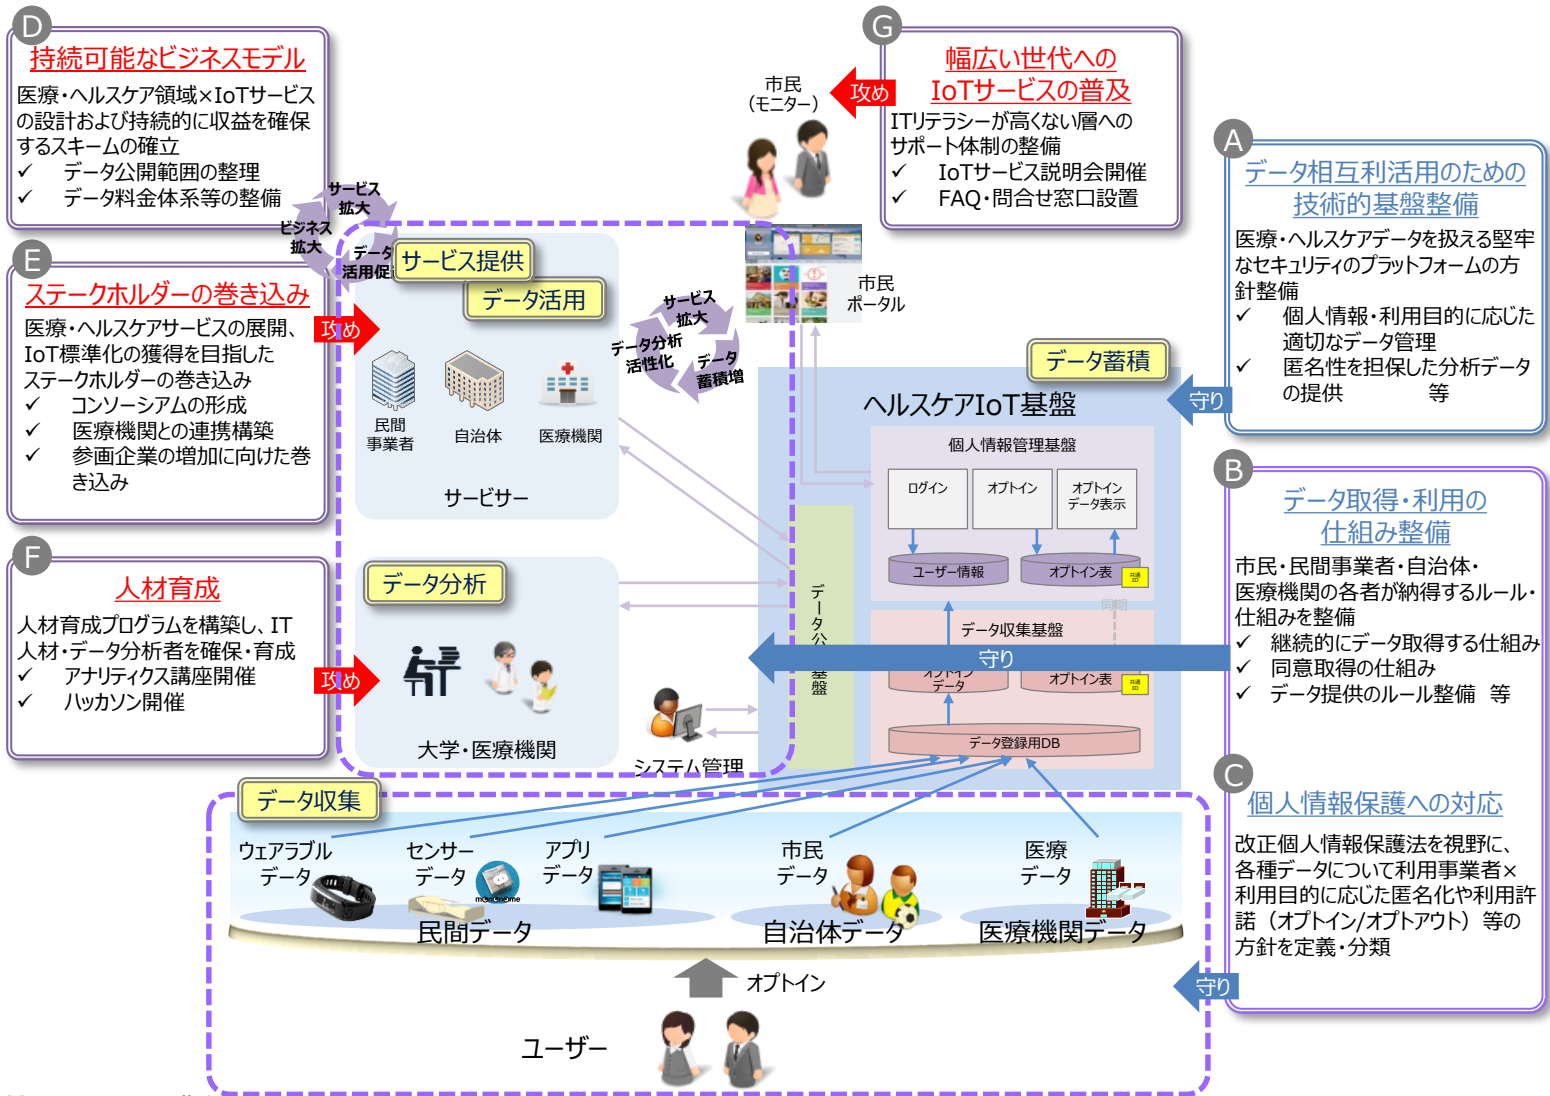 D
持続可能なビジネスモデル
医療・ヘルスケア領域×IoTサービス
の設計および持続的に収益を確保
するスキームの確立
✓ データ公開範囲の整理
✓ データ料金体系等の整備
E
ステークホルダーの巻き込み
医療・ヘルスケアサービスの展開、
IoT標準化の獲得を目指した
ステークホルダーの巻き込み
✓ コンソーシアムの形成
✓ 医療機関との連携構築
✓ 参画企業の増加に向けた巻
き込み
攻め
F
人材育成
人材育成プログラムを構築し、IT
人材・データ分析者を確保・育成
✓ アナリティクス講座開催
✓ ハッカソン開催
攻め
サービス
拡大
ビジネス
拡大
データ
活用促
サービス提供
データ活用
民間
事業者
自治体
医療機関
サービサー
サービス
拡大
データ分析
活性化
データ
蓄積増
データ分析
大学・医療機関
システム管理
市民
（モニター）
攻め
市民
ポータル
G
幅広い世代への
IoTサービスの普及
ITリテラシーが高くない層への
サポート体制の整備
✓ IoTサービス説明会開催
✓ FAQ・問合せ窓口設置
データ蓄積
ヘルスケアIoT基盤
個人情報管理基盤
ログイン
オプトイン
オプトイン
データ表示
ユーザー情報
オプトイン表
共通
ID
同期
データ収集基盤
守り
オプトイン
データ
オプトイン表
共通
ID
データ登録用DB
データ公
基盤
A
データ相互利活用のための
技術的基盤整備
医療・ヘルスケアデータを扱える堅牢
なセキュリティのプラットフォームの方
針整備
✓ 個人情報・利用目的に応じた
適切なデータ管理
✓ 匿名性を担保した分析データ
の提供 等
守り
B
データ取得・利用の
仕組み整備
市民・民間事業者・自治体・
医療機関の各者が納得するルール・
仕組みを整備
✓ 継続的にデータ取得する仕組み
✓ 同意取得の仕組み
✓ データ提供のルール整備 等
C
個人情報保護への対応
改正個人情報保護法を視野に、
各種データについて利用事業者×
利用目的に応じた匿名化や利用許
諾（オプトイン/オプトアウト）等の
方針を定義・分類
守り
データ収集
ウェアラブル
データ
センサー
データ
mononome
アプリ
データ
市民
データ
医療
データ
民間データ
自治体データ
医療機関データ
オプトイン
ユーザー